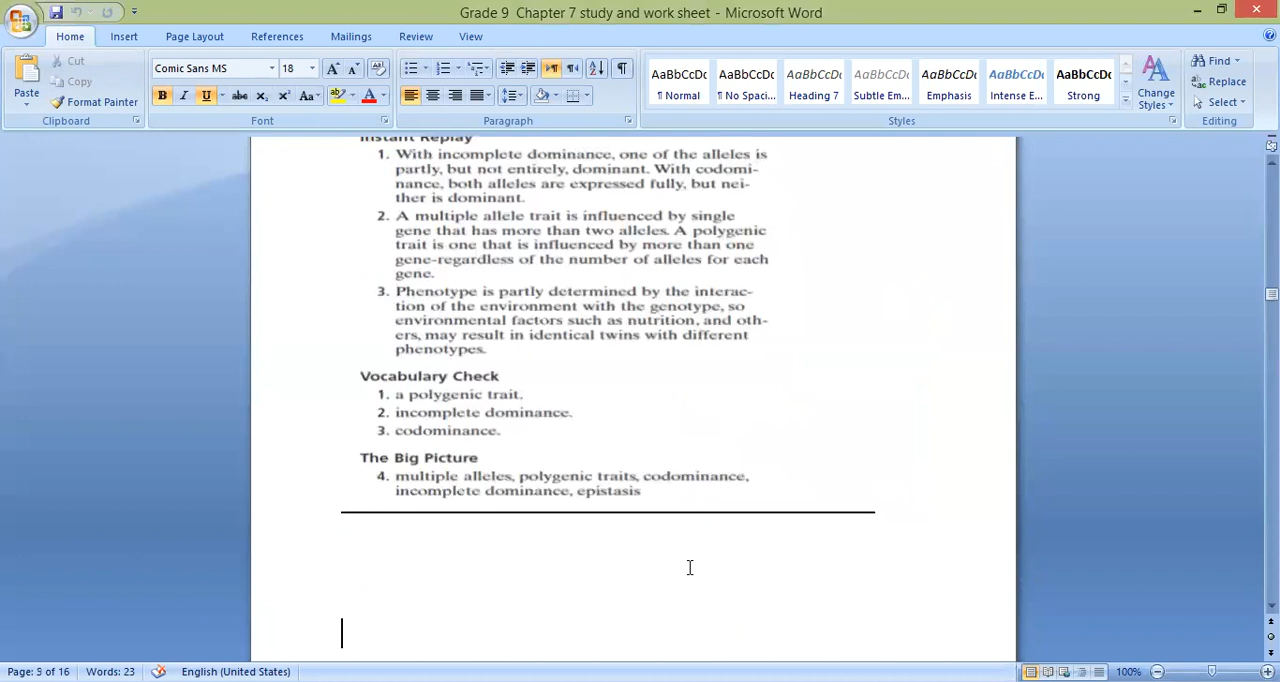 Grade 9 Chapter 7 study and work sheet - Microsoft Word
Home Insert Page Layout References Mailings Review View
Paste
Cut
Copy
Format Painter
Clipboard
Comic Sans MS 18
Font
Paragraph
AaBbCcDc AaBbCcDc AaBbCcDc AaBbCcDc AaBbCcDc AaBbCcDc AaBbCcDc
¶ Normal ¶ No Spaci... Heading 7 Subtle Em... Emphasis Intense E... Strong
Change Styles
Styles
Find
Replace
Select
Editing
Instant Replay
1. With incomplete dominance, one of the alleles is
partly, but not entirely, dominant. With codomi-
nance, both alleles are expressed fully, but nei-
ther is dominant.
2. A multiple allele trait is influenced by single
gene that has more than two alleles. A polygenic
trait is one that is influenced by more than one
gene-regardless of the number of alleles for each
gene.
3. Phenotype is partly determined by the interac-
tion of the environment with the genotype, so
environmental factors such as nutrition, and oth-
ers, may result in identical twins with different
phenotypes.
Vocabulary Check
1. a polygenic trait.
2. incomplete dominance.
3. codominance.
The Big Picture
4. multiple alleles, polygenic traits, codominance,
incomplete dominance, epistasis
Page: 5 of 16 Words: 23 English (United States) 100%